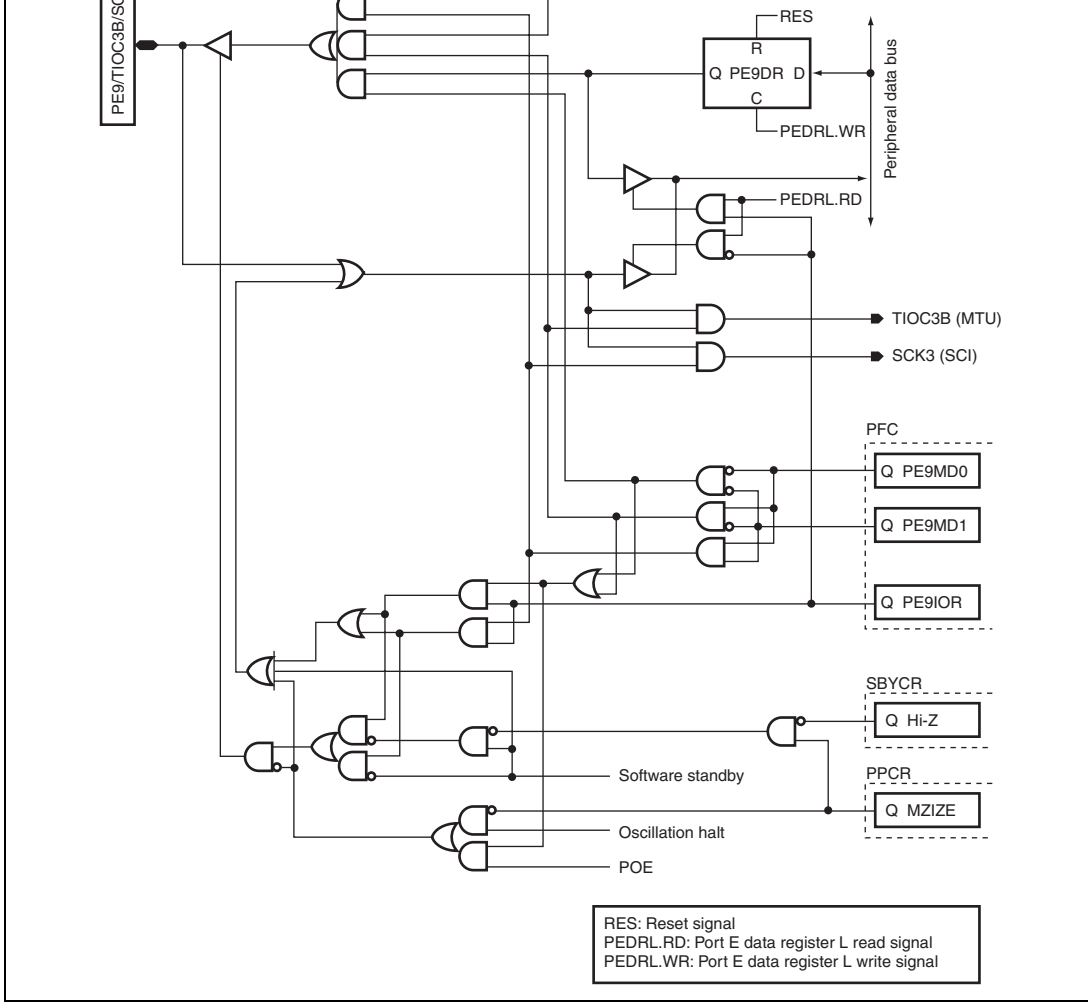 PE9/TIOC3B/SC
RES
R
Q PE9DR D
C
PEDRL.WR
Peripheral data bus
PEDRL.RD
TIOC3B (MTU)
SCK3 (SCI)
PFC
Q PE9MD0
Q PE9MD1
Q PE9IOR
SBYCR
Q Hi-Z
Software standby
PPCR
Q MZIZE
Oscillation halt
POE
RES: Reset signal
PEDRL.RD: Port E data register L read signal
PEDRL.WR: Port E data register L write signal